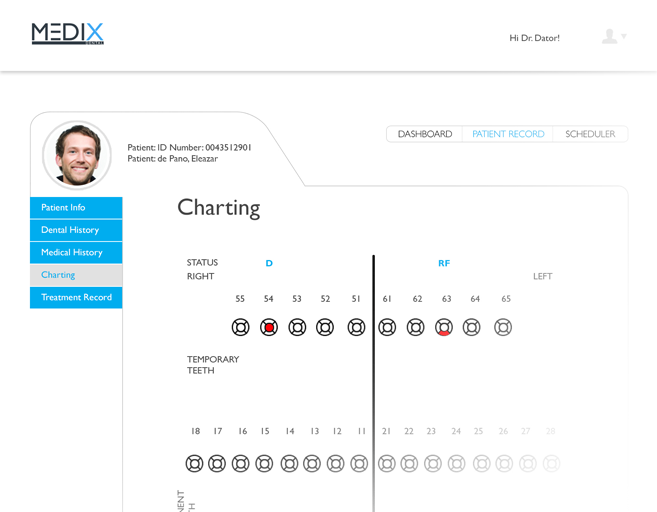 MEDIX
DENTAL
Hi Dr. Dator!
DASHBOARD PATIENT RECORD SCHEDULER
Patient: ID Number: 0043512901
Patient: de Pano, Eleazar
Patient Info
Dental History
Medical History
Charting
Treatment Record
Charting
STATUS D RF
RIGHT LEFT
55 54 53 52 51 61 62 63 64 65
TEMPORARY
TEETH
18 17 16 15 14 13 12 11 21 22 23 24 25 26 27 28
NENT
TH